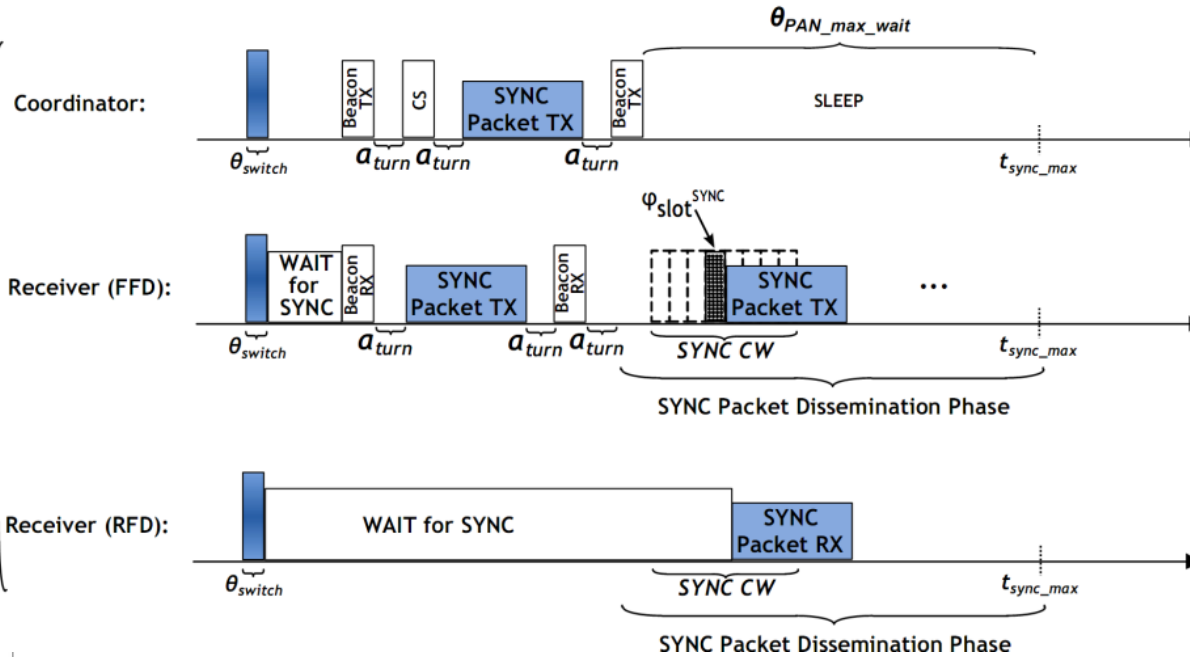 θPAN_max_wait
Coordinator:
Beacon
TX
CS
SYNC
Packet TX
Beacon
TX
SLEEP
θswitch
aturn
aturn
aturn
tsync_max
φslotSYNC
Receiver (FFD):
WAIT
for
SYNC
Beacon
RX
SYNC
Packet TX
Beacon
RX
SYNC
Packet TX
...
θswitch
aturn
aturn
aturn
SYNC CW
tsync_max
SYNC Packet Dissemination Phase
Receiver (RFD):
WAIT for SYNC
SYNC
Packet RX
θswitch
SYNC CW
tsync_max
SYNC Packet Dissemination Phase